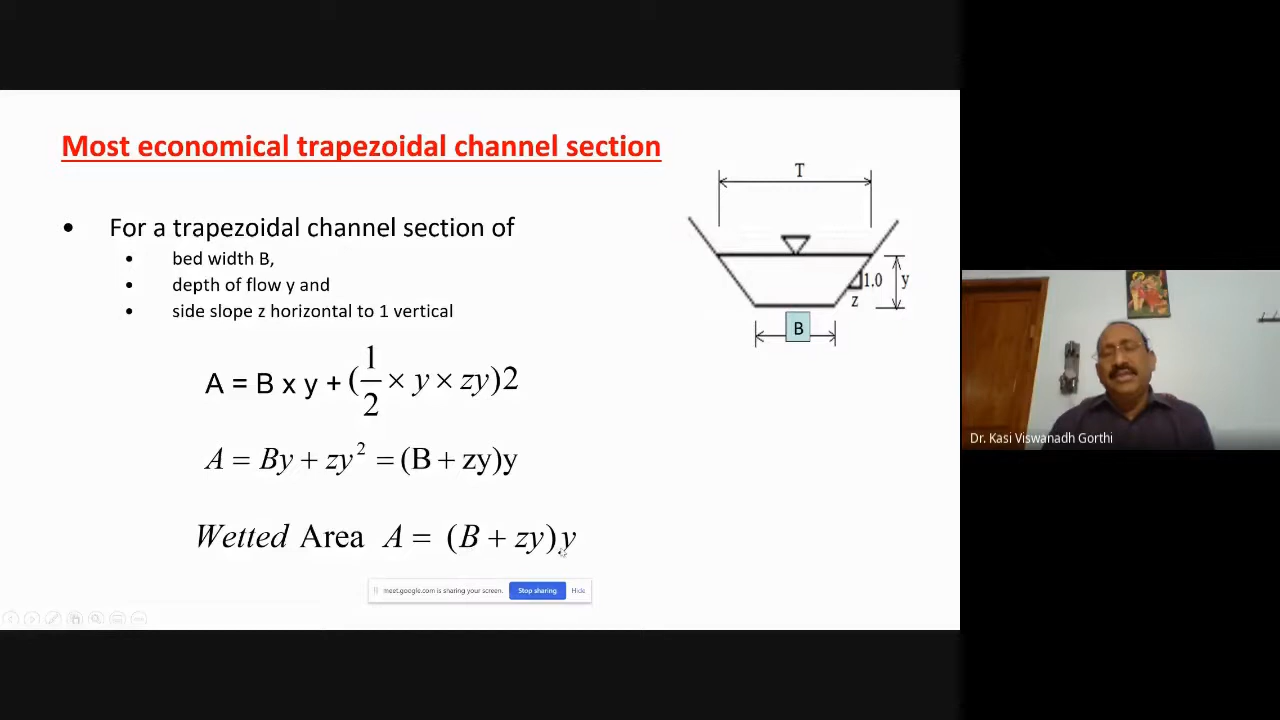 Most economical trapezoidal channel section
• For a trapezoidal channel section of
• bed width B,
• depth of flow y and
• side slope z horizontal to 1 vertical
T
1.0
y
z
B
A = B x y + (1/2 × y × zy)2
A = By + zy² = (B + zy)y
Wetted Area A = (B + zy)y
meet.google.com is sharing your screen. Stop sharing Hide
Dr. Kasi Viswanadh Gorthi